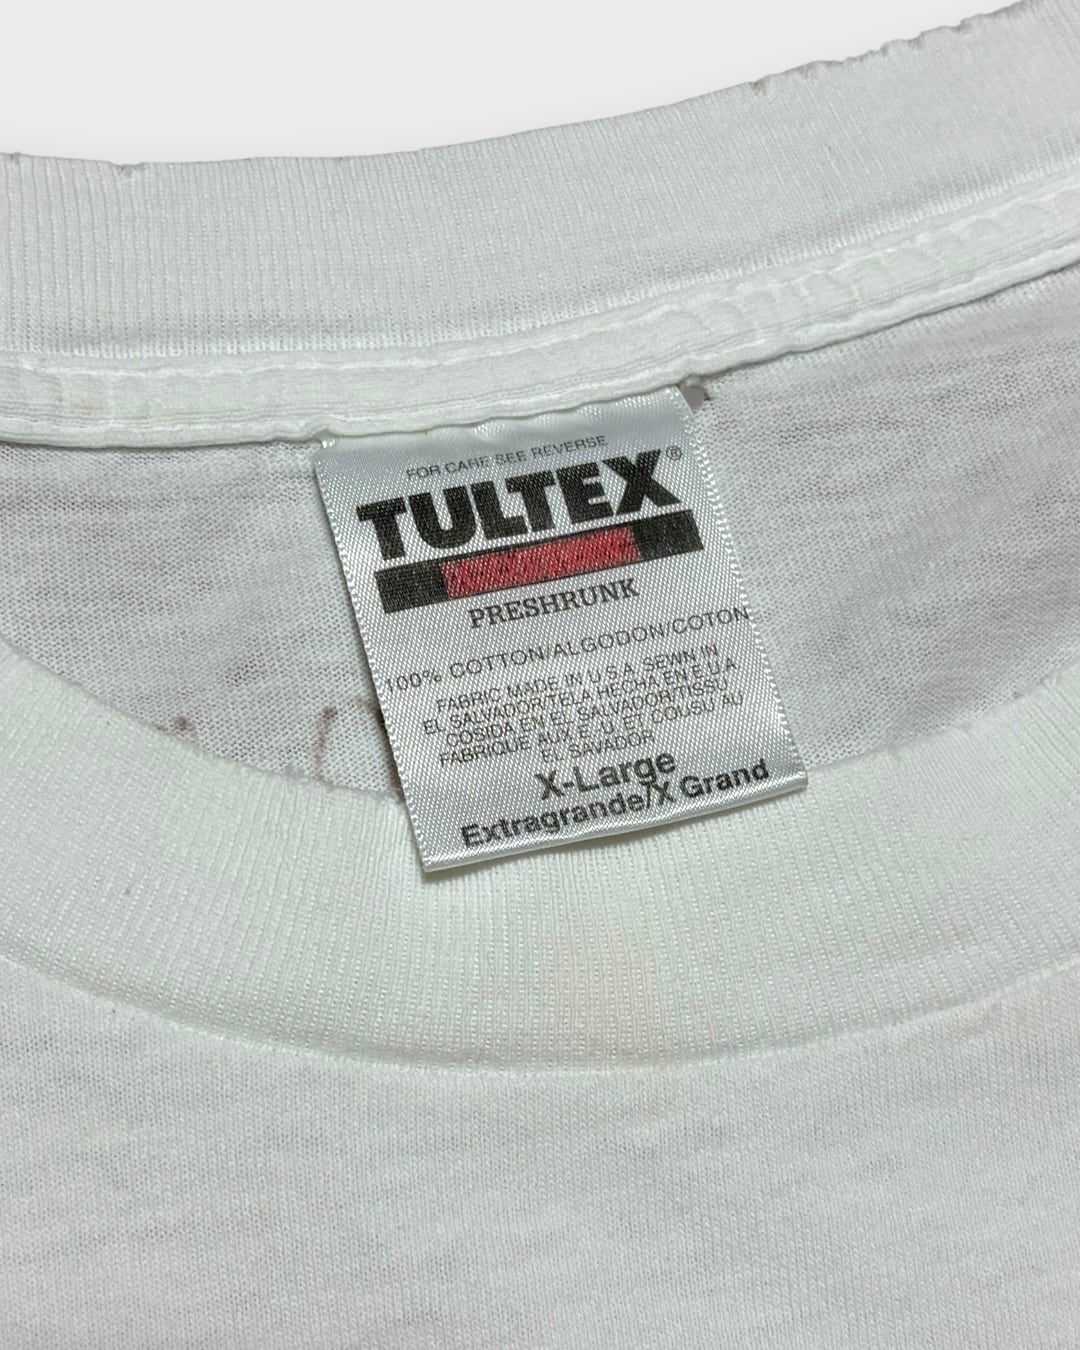 FOR CARE SEE REVERSE
TULTEX®
PRESHRUNK
100% COTTON/ALGODON/COTON
FABRIC MADE IN U.S.A. SEWN IN
EL SALVADOR/TELA HECHA EN E.U.A
COSIDA EN EL SALVADOR/TISSU
FABRIQUE AUX E.U. ET COUSU AU
EL SAVADOR
X-Large
Extragrande/X Grand